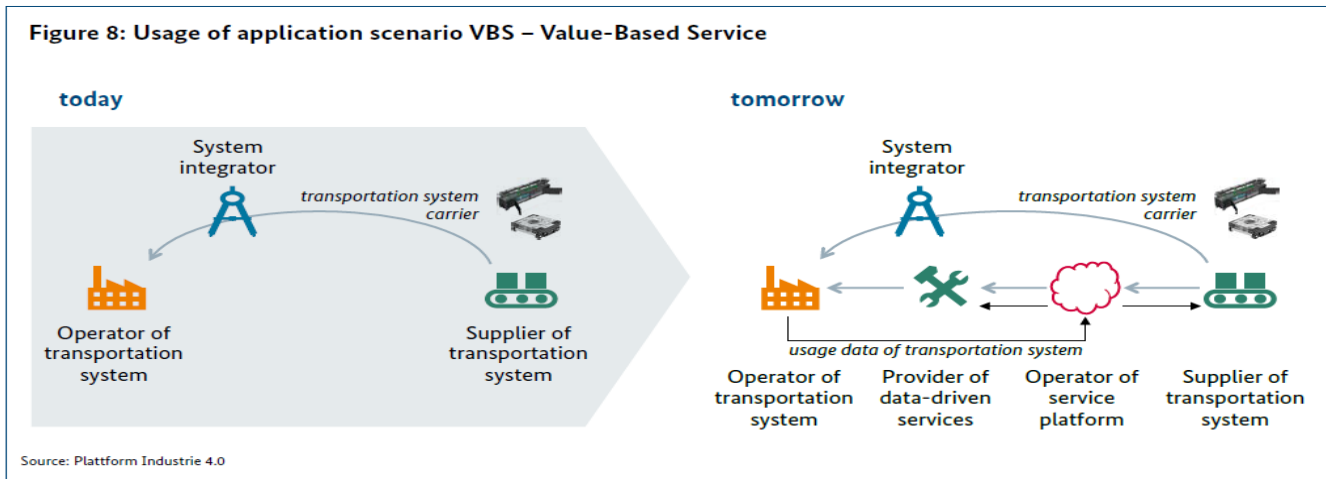 Figure 8: Usage of application scenario VBS – Value-Based Service
today
System
integrator
transportation system
carrier
Operator of
transportation
system
Supplier of
transportation
system
tomorrow
System
integrator
transportation system
carrier
usage data of transportation system
Operator of
transportation
system
Provider of
data-driven
services
Operator of
service
platform
Supplier of
transportation
system
Source: Plattform Industrie 4.0